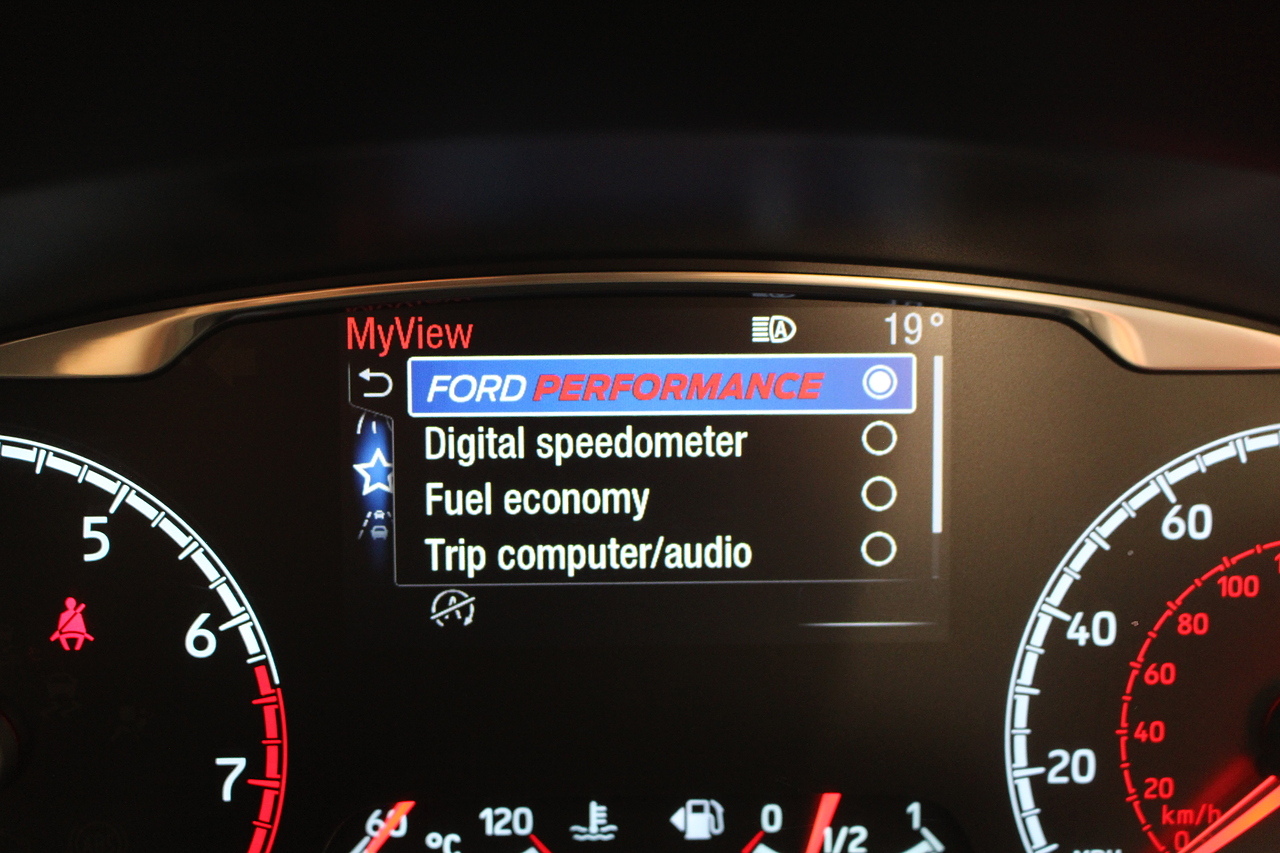 MyView
A
19°
FORD PERFORMANCE
Digital speedometer
Fuel economy
Trip computer/audio
A
5
6
7
60
120
°C
0
1/2
1
60
40
20
100
80
60
40
20
km/h
0